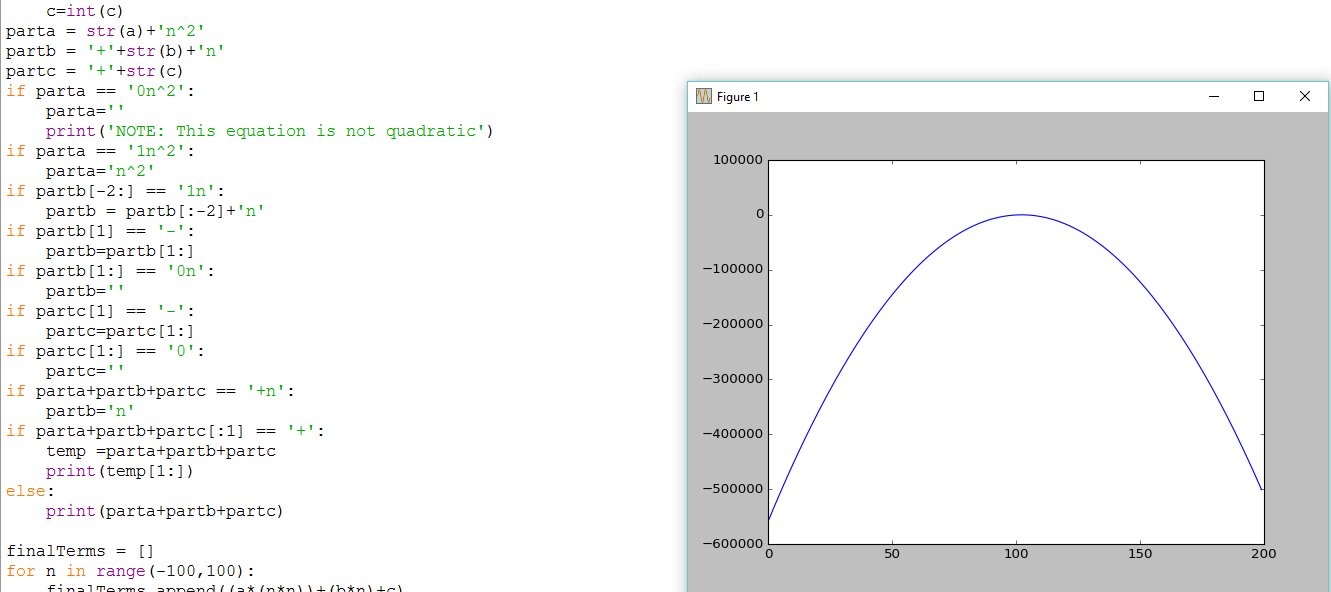 c=int(c)
parta = str(a)+'n^2'
partb = '+'+str(b)+'n'
partc = '+'+str(c)
if parta == '0n^2':
    parta=''
    print('NOTE: This equation is not quadratic')
if parta == '1n^2':
    parta='n^2'
if partb[-2:] == '1n':
    partb = partb[:-2]+'n'
if partb[1] == '-':
    partb=partb[1:]
if partb[1:] == '0n':
    partb=''
if partc[1] == '-':
    partc=partc[1:]
if partc[1:] == '0':
    partc=''
if parta+partb+partc == '+n':
    partb='n'
if parta+partb+partc[:1] == '+':
    temp =parta+partb+partc
    print(temp[1:])
else:
    print(parta+partb+partc)
finalTerms = []
for n in range(-100,100):
    finalTerms.append((a*(n*n))+(b*n)+c)
Figure 1
100000
0
−100000
−200000
−300000
−400000
−500000
−600000
0 50 100 150 200